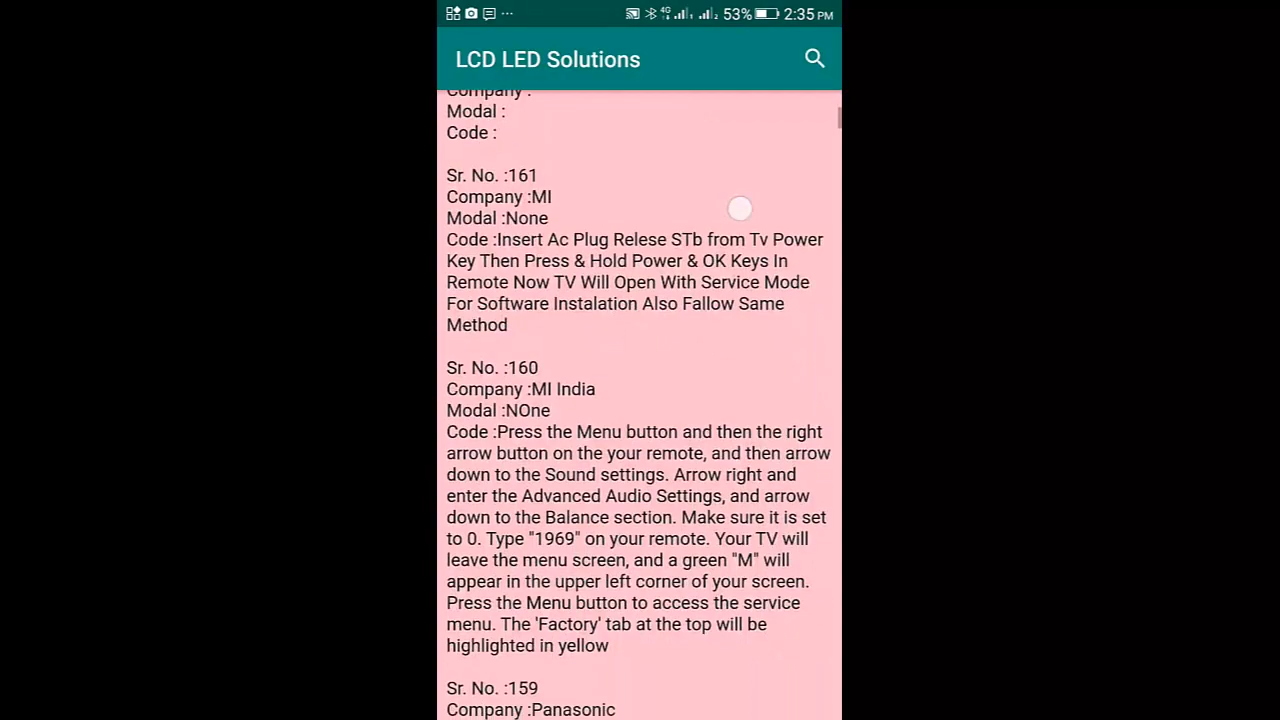 53% 2:35 PM
LCD LED Solutions
Company :
Modal :
Code :
Sr. No. :161
Company :MI
Modal :None
Code :Insert Ac Plug Relese STb from Tv Power
Key Then Press & Hold Power & OK Keys In
Remote Now TV Will Open With Service Mode
For Software Instalation Also Fallow Same
Method
Sr. No. :160
Company :MI India
Modal :NOne
Code :Press the Menu button and then the right
arrow button on the your remote, and then arrow
down to the Sound settings. Arrow right and
enter the Advanced Audio Settings, and arrow
down to the Balance section. Make sure it is set
to 0. Type "1969" on your remote. Your TV will
leave the menu screen, and a green "M" will
appear in the upper left corner of your screen.
Press the Menu button to access the service
menu. The 'Factory' tab at the top will be
highlighted in yellow
Sr. No. :159
Company :Panasonic